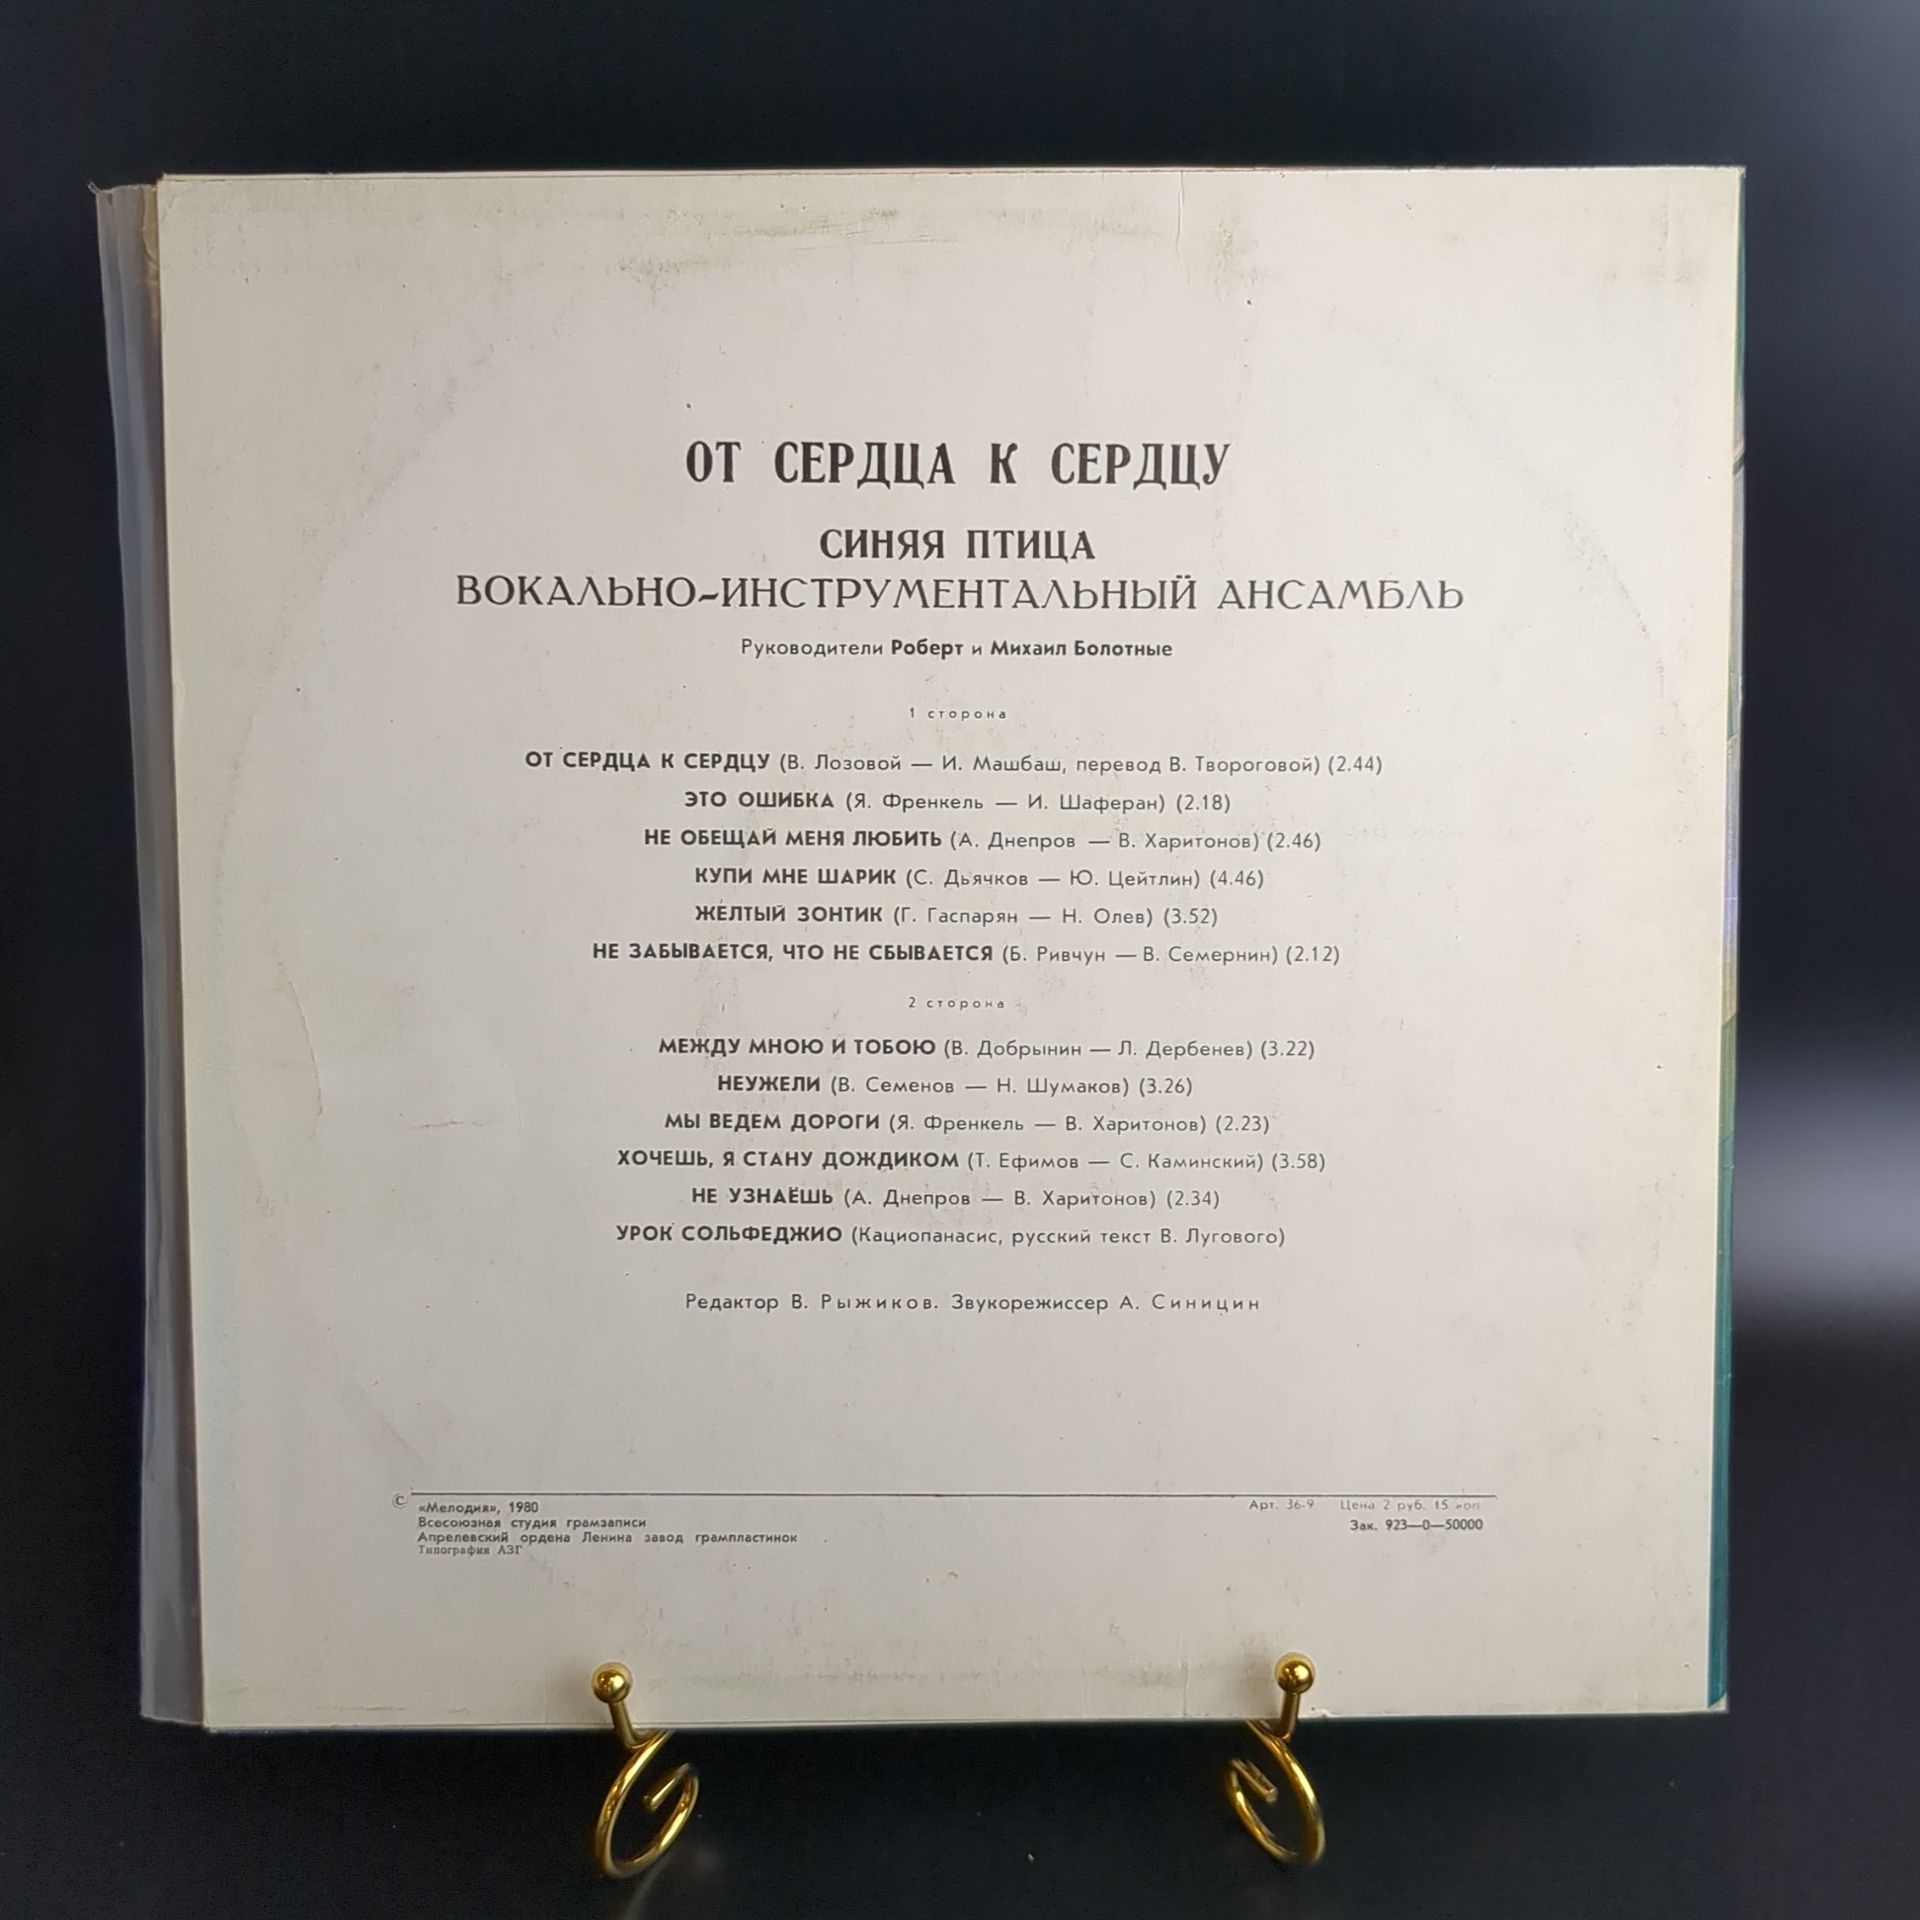 ОТ СЕРДЦА К СЕРДЦУ
СИНЯЯ ПТИЦА
ВОКАЛЬНО-ИНСТРУМЕНТАЛЬНЫЙ АНСАМБЛЬ
Руководители Роберт и Михаил Болотные
1 сторона
ОТ СЕРДЦА К СЕРДЦУ (В. Лозовой — И. Машбаш, перевод В. Твороговой) (2.44)
ЭТО ОШИБКА (Я. Френкель — И. Шаферан) (2.18)
НЕ ОБЕЩАЙ МЕНЯ ЛЮБИТЬ (А. Днепров — В. Харитонов) (2.46)
КУПИ МНЕ ШАРИК (С. Дьячков — Ю. Цейтлин) (4.46)
ЖЁЛТЫЙ ЗОНТИК (Г. Гаспарян — Н. Олев) (3.52)
НЕ ЗАБЫВАЕТСЯ, ЧТО НЕ СБЫВАЕТСЯ (Б. Ривчун — В. Семернин) (2.12)
2 сторона
МЕЖДУ МНОЮ И ТОБОЮ (В. Добрынин — Л. Дербенев) (3.22)
НЕУЖЕЛИ (В. Семенов — Н. Шумаков) (3.26)
МЫ ВЕДЕМ ДОРОГИ (Я. Френкель — В. Харитонов) (2.23)
ХОЧЕШЬ, Я СТАНУ ДОЖДИКОМ (Т. Ефимов — С. Каминский) (3.58)
НЕ УЗНАЁШЬ (А. Днепров — В. Харитонов) (2.34)
УРОК СОЛЬФЕДЖИО (Кациопанасис, русский текст В. Лугового)
Редактор В. Рыжиков. Звукорежиссер А. Синицин
© «Мелодия», 1980
Всесоюзная студия грамзаписи
Апрелевский ордена Ленина завод грампластинок
Типография АЗГ
Арт. 36-9 Цена 2 руб. 15 коп.
Зак. 923—0—50000